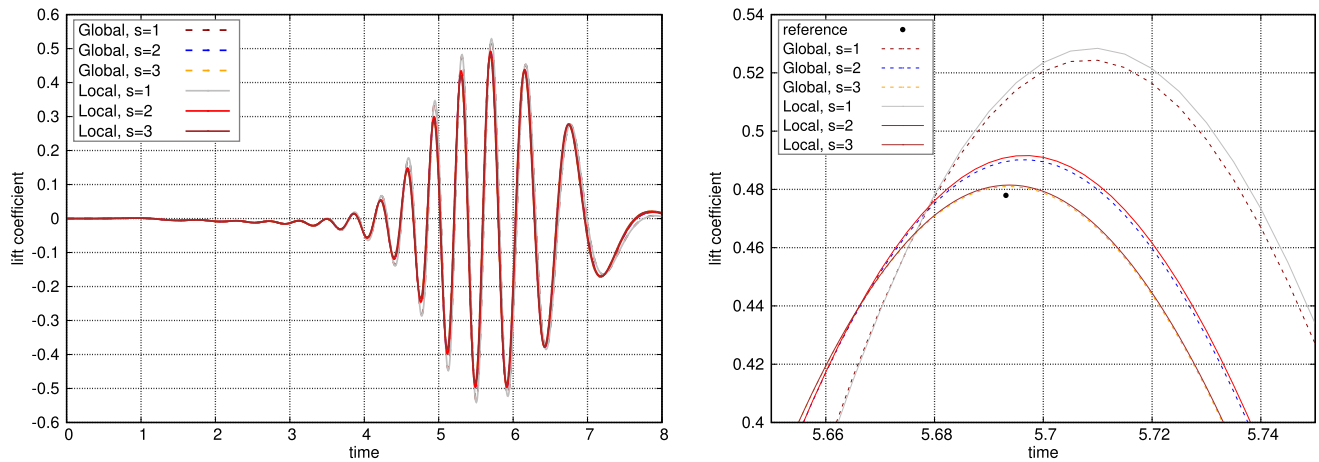 0.6
0.5
0.4
0.3
0.2
0.1
0
-0.1
-0.2
-0.3
-0.4
-0.5
-0.6
lift coefficient
Global, s=1
Global, s=2
Global, s=3
Local, s=1
Local, s=2
Local, s=3
0 1 2 3 4 5 6 7 8
time
0.54
0.52
0.5
0.48
0.46
0.44
0.42
0.4
lift coefficient
reference
Global, s=1
Global, s=2
Global, s=3
Local, s=1
Local, s=2
Local, s=3
5.66 5.68 5.7 5.72 5.74
time